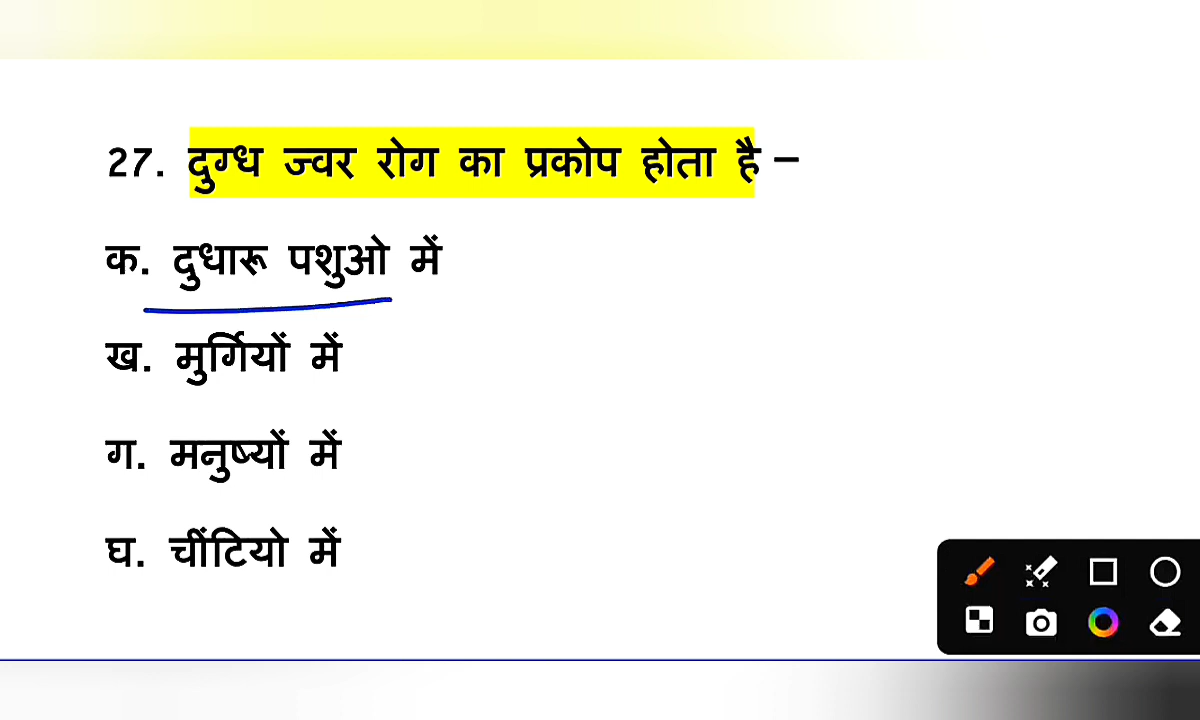 27. दुग्ध ज्वर रोग का प्रकोप होता है –
क. दुधारू पशुओ में
ख. मुर्गियों में
ग. मनुष्यों में
घ. चींटियो में